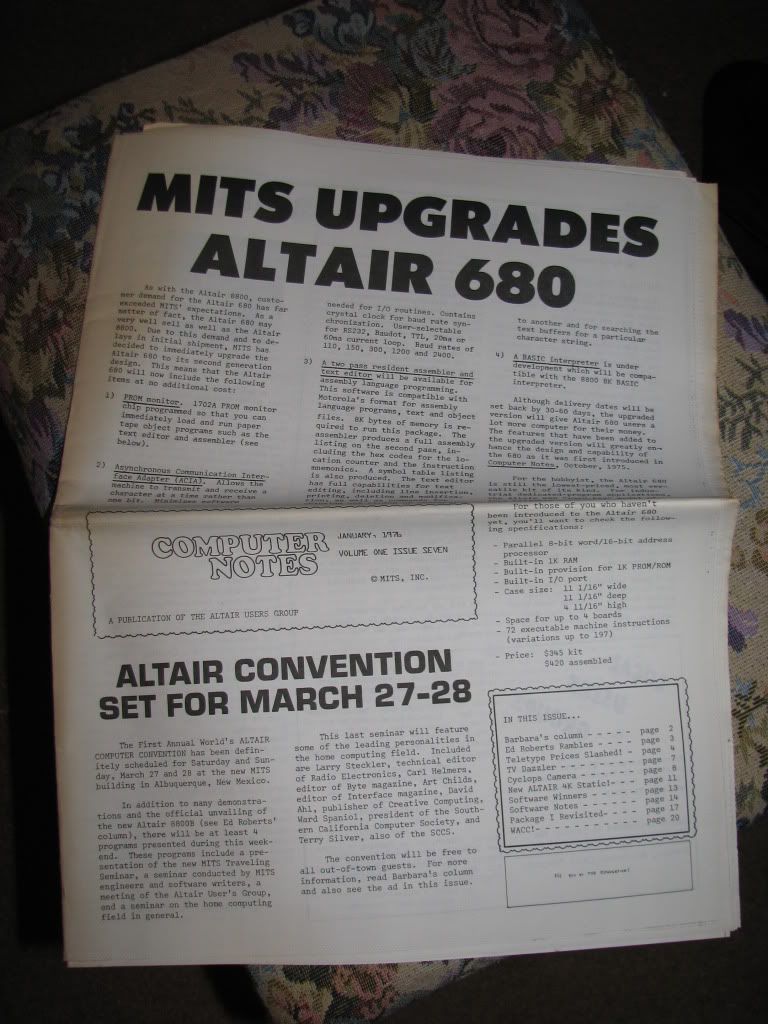 MITS UPGRADES
ALTAIR 680
As with the Altair 8800, custo-
mer demand for the Altair 680 has far
exceeded MITS' expectations. As a
matter of fact, the Altair 680 may
very well sell as well as the Altair
8800. Due to this demand and to de-
lays in initial shipment, MITS has
decided to immediately upgrade the
Altair 680 to its second generation
design. This means that the Altair
680 will now include the following
items at no additional cost:
1) PROM monitor. 1702A PROM monitor
chip programmed so that you can
immediately load and run paper
tape object programs such as the
text editor and assembler (see
below).
2) Asynchronous Communication Inter-
face Adapter (ACIA). Allows the
machine to transmit and receive a
character at a time rather than
one bit. Minimizes software
needed for I/O routines. Contains
crystal clock for baud rate syn-
chronization. User-selectable
for RS232, Baudot, TTL, 20ma or
60ma current loop. Baud rates of
110, 150, 300, 1200 and 2400.
3) A two pass resident assembler and
text editor will be available for
assembly language programming.
This software is compatible with
Motorola's format for assembly
language programs, text and object
Files. 8K bytes of memory is re-
quired to run this package. The
assembler produces a full assembly
listing on the second pass, in-
cluding the hex codes for the lo-
cation counter and the instruction
mnemonics. A symbol table listing
is also produced. The text editor
has full capabilities for text
editing, including line insertion,
printing, deletion and
to another and for searching the
text buffers for a particular
character string.
4) A BASIC Interpreter is under
development which will be compa-
tible with the 8800 8K BASIC
interpreter.
Although delivery dates will be
set back by 30-60 days, the upgraded
version will give Altair 680 users a
lot more computer for their money.
The features that have been added to
the upgraded version will greatly en-
hance the design and capability of
the 680 as it was first introduced in
Computer Notes, October, 1975.
For the hobbyist, the Altair 680
is still the lowest-priced, most ver-
For those of you who haven't
been introduced to the Altair 680
yet, you'll want to check the follow-
ing specifications:
- Parallel 8-bit word/16-bit address
processor
- Built-in 1K RAM
- Built-in provision for 1K PROM/ROM
- Built-in I/O port
- Case size: 11 1/16" wide
11 1/16" deep
4 11/16" high
- Space for up to 4 boards
- 72 executable machine instructions
(variations up to 197)
- Price: $345 kit
$420 assembled
COMPUTER
NOTES
JANUARY, 1976
VOLUME ONE ISSUE SEVEN
© MITS, INC.
A PUBLICATION OF THE ALTAIR USERS GROUP
ALTAIR CONVENTION
SET FOR MARCH 27-28
The First Annual World's ALTAIR
COMPUTER CONVENTION has been defin-
itely scheduled for Saturday and Sun-
day, March 27 and 28 at the new MITS
building in Albuquerque, New Mexico.
In addition to many demonstra-
tions and the official unvailing of
the new Altair 8800B (see Ed Roberts'
column), there will be at least 4
programs presented during this week-
end. These programs include a pre-
sentation of the new MITS Traveling
Seminar, a seminar conducted by MITS
engineers and software writers, a
meeting of the Altair User's Group,
and a seminar on the home computing
field in general.
This last seminar will feature
some of the leading personalities in
the home computing field. Included
are Larry Steckler, technical editor
of Radio Electronics, Carl Helmers,
editor of Byte magazine, Art Childs,
editor of Interface magazine, David
Ahl, publisher of Creative Computing,
Ward Spaniol, president of the South-
ern California Computer Society, and
Terry Silver, also of the SCCS.
The convention will be free to
all out-of-town guests. For more
information, read Barbara's column
and also see the ad in this issue.
IN THIS ISSUE...
Barbara's column - - - - - page 2
Ed Roberts Rambles - - - - page 3
Teletype Prices Slashed! - page 4
TV Dazzler - - - - - - - - page 7
Cyclops Camera - - - - - - page 8
New ALTAIR 4K Static!- - - page 11
Software Winners - - - - - page 13
Software Notes - - - - - - page 14
Package I Revisited- - - - page 17
WACC!- - - - - - - - - - - page 20